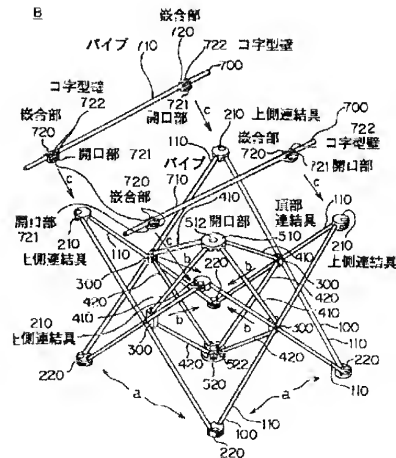 B
嵌合部
720
722 コ字型壁
パイプ
710
700
コ字型壁
嵌合部 722
720
721
開口部
210 上側連結具
700
開口部 721
c
110
嵌合部
722
コ字型壁
720
721 開口部
パイプ
710
c
嵌合部
720
410
512 開口部
頂部
連結具
510
110
開口部
721
210
上側連結具
110
300
c
b
220
b
410
300
210
上側連結具
420
410
420
410
210
上側連結具
300
b
b
300
100
110
220
420
520
522
420
220
110
a
a
100
110
220